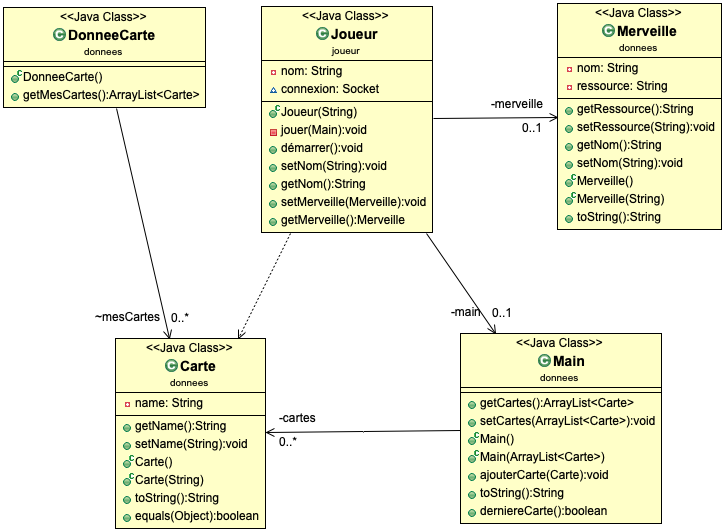 <<Java Class>>
DonneeCarte
donnees
DonneeCarte()
getMesCartes():ArrayList<Carte>
<<Java Class>>
Joueur
joueur
nom: String
connexion: Socket
Joueur(String)
jouer(Main):void
démarrer():void
setNom(String):void
getNom():String
setMerveille(Merveille):void
getMerveille():Merveille
<<Java Class>>
Merveille
donnees
nom: String
ressource: String
getRessource():String
setRessource(String):void
getNom():String
setNom(String):void
Merveille()
Merveille(String)
toString():String
-merveille
0..1
~mesCartes
0..*
-main
0..1
<<Java Class>>
Carte
donnees
name: String
getName():String
setName(String):void
Carte()
Carte(String)
toString():String
equals(Object):boolean
-cartes
0..*
<<Java Class>>
Main
donnees
getCartes():ArrayList<Carte>
setCartes(ArrayList<Carte>):void
Main()
Main(ArrayList<Carte>)
ajouterCarte(Carte):void
toString():String
derniereCarte():boolean